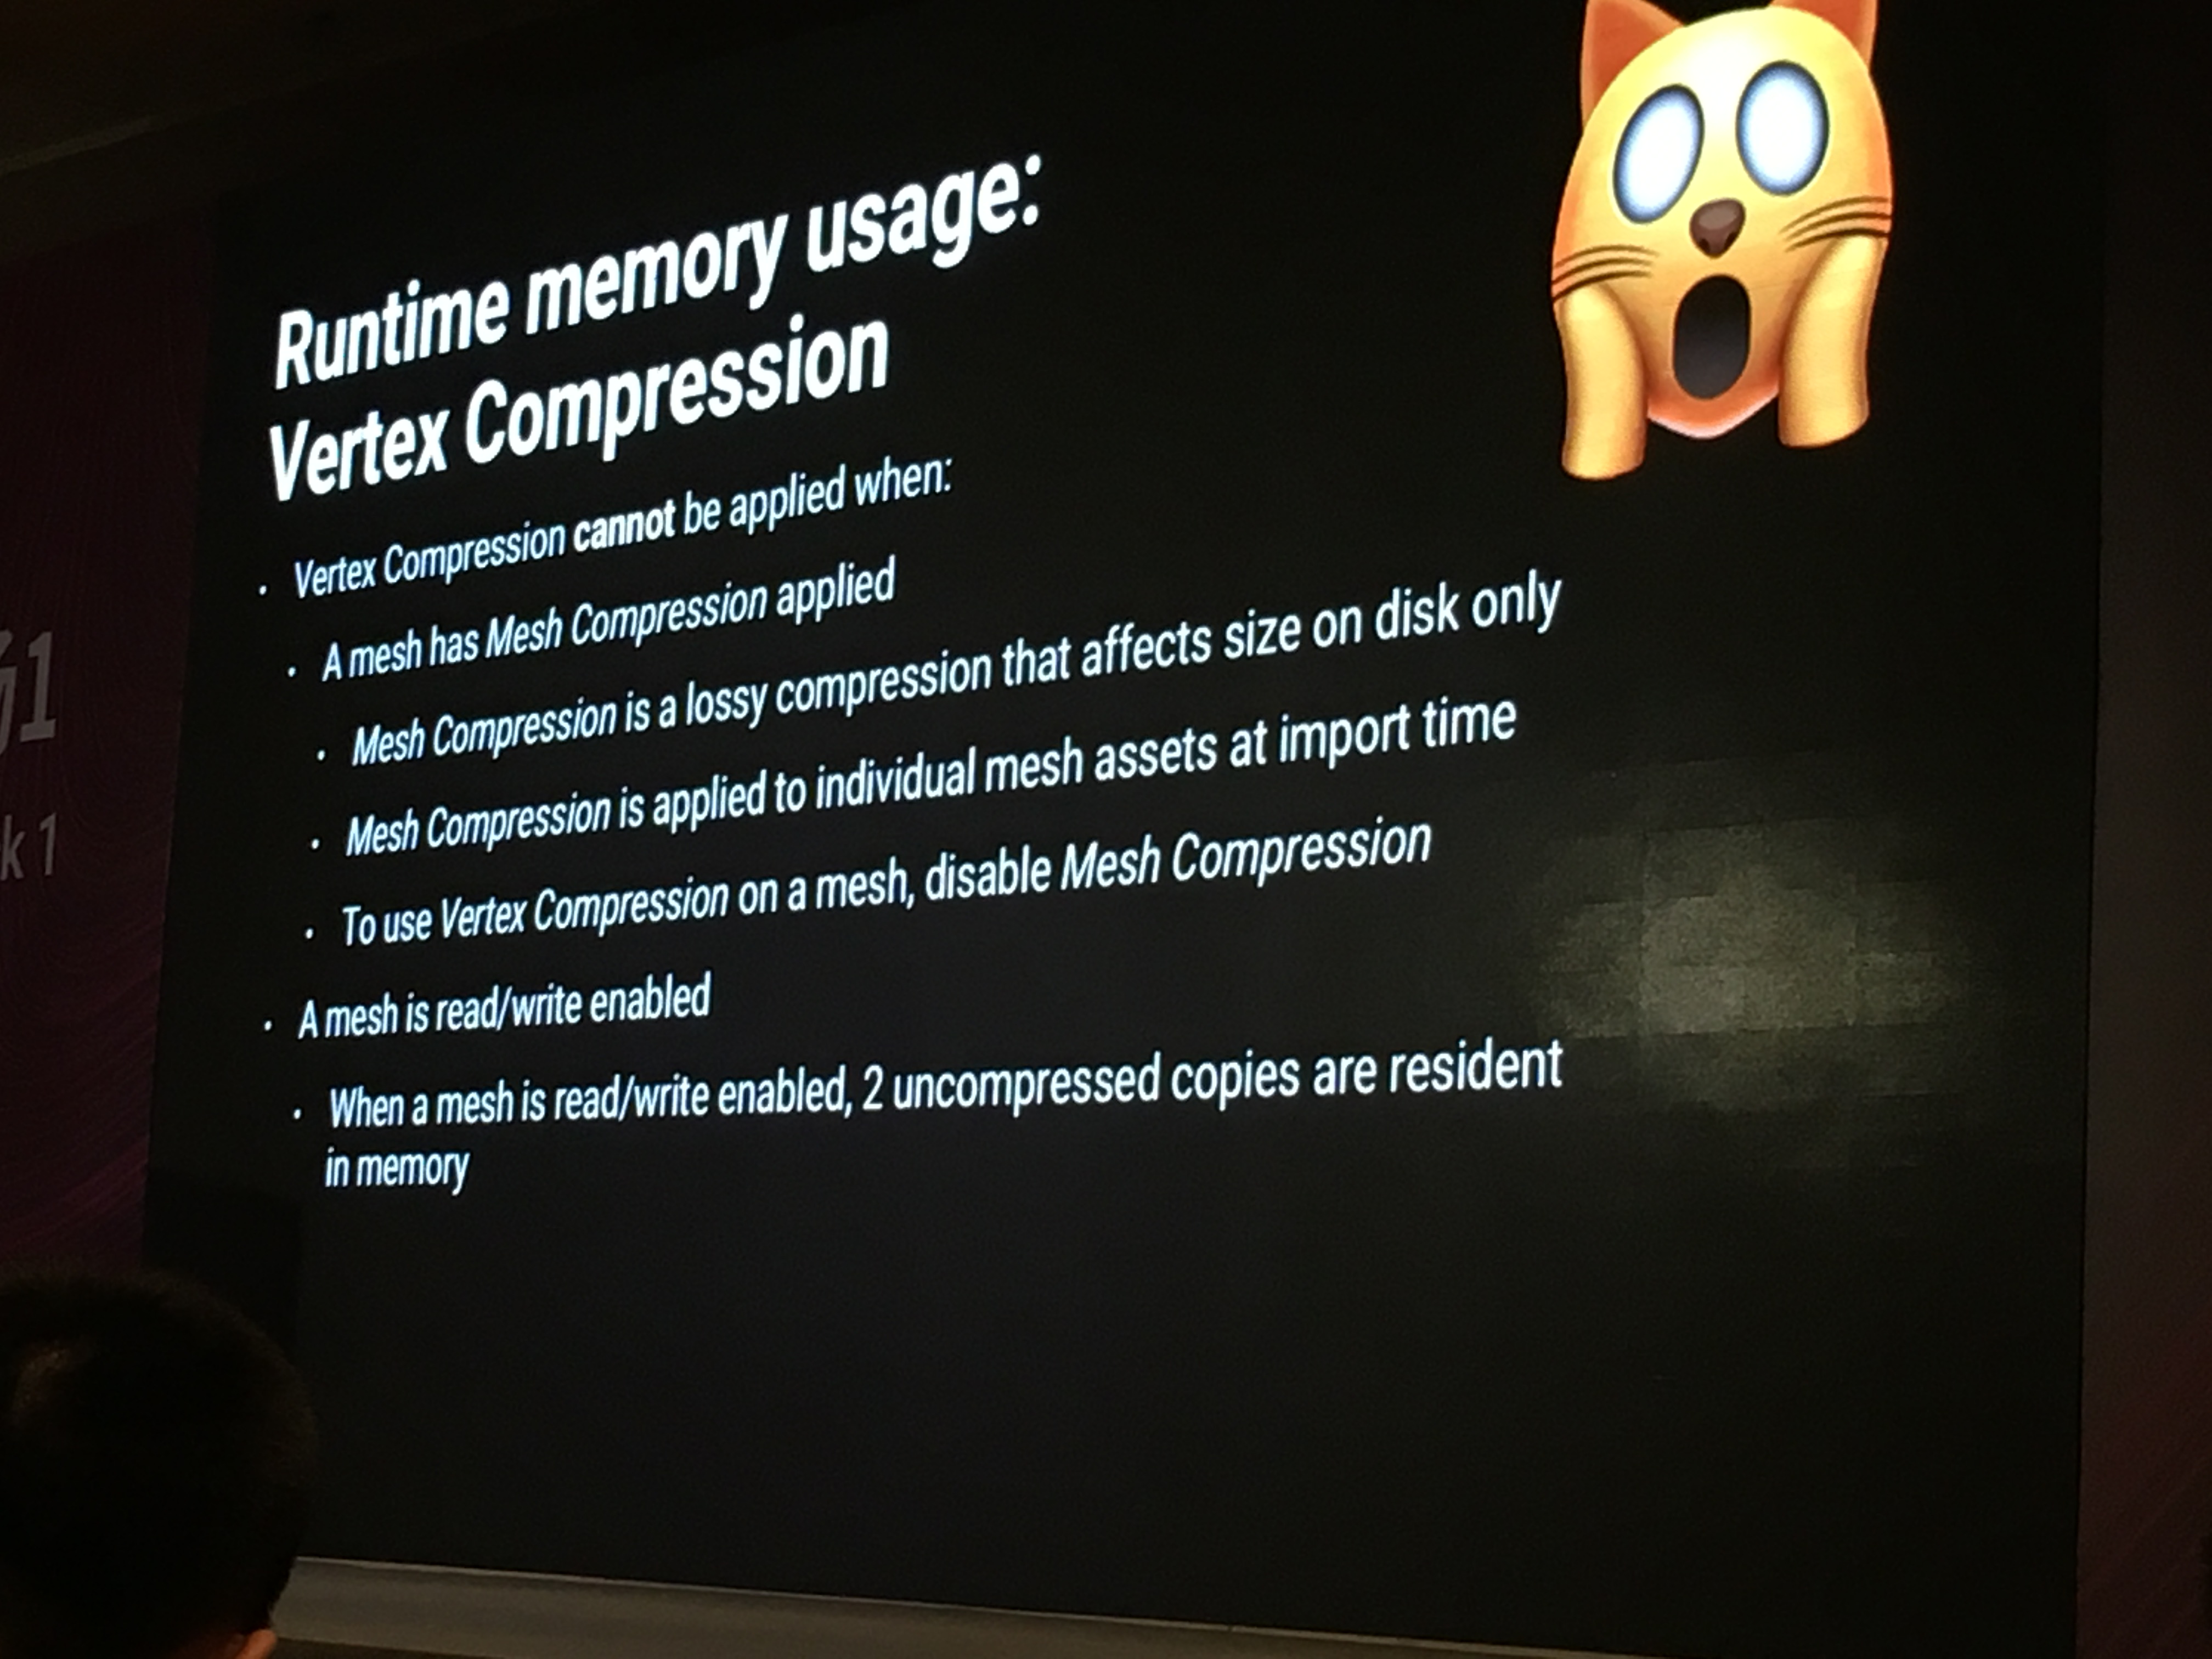 Runtime memory usage:
Vertex Compression
• Vertex Compression cannot be applied when:
• A mesh has Mesh Compression applied
• Mesh Compression is a lossy compression that affects size on disk only
• Mesh Compression is applied to individual mesh assets at import time
• To use Vertex Compression on a mesh, disable Mesh Compression
• A mesh is read/write enabled
• When a mesh is read/write enabled, 2 uncompressed copies are resident
in memory
1
k 1